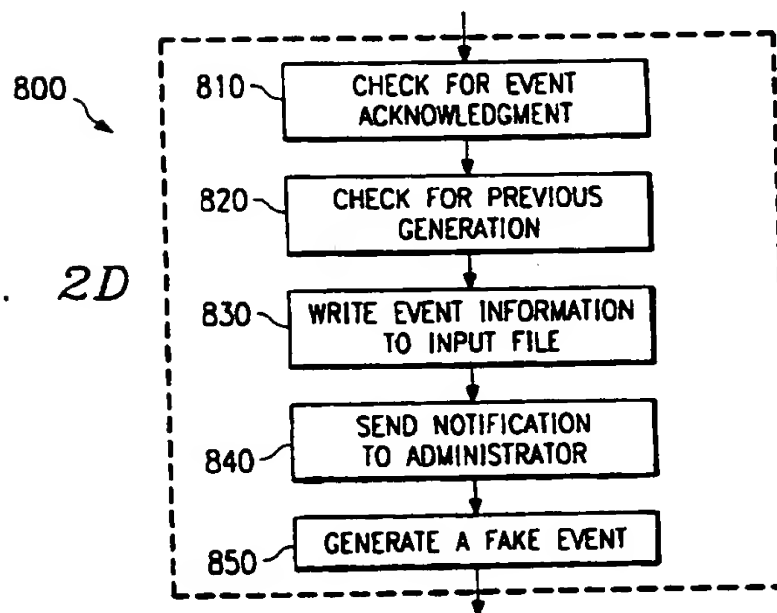 800
810
CHECK FOR EVENT
ACKNOWLEDGMENT
820
CHECK FOR PREVIOUS
GENERATION
. 2D
830
WRITE EVENT INFORMATION
TO INPUT FILE
840
SEND NOTIFICATION
TO ADMINISTRATOR
850
GENERATE A FAKE EVENT